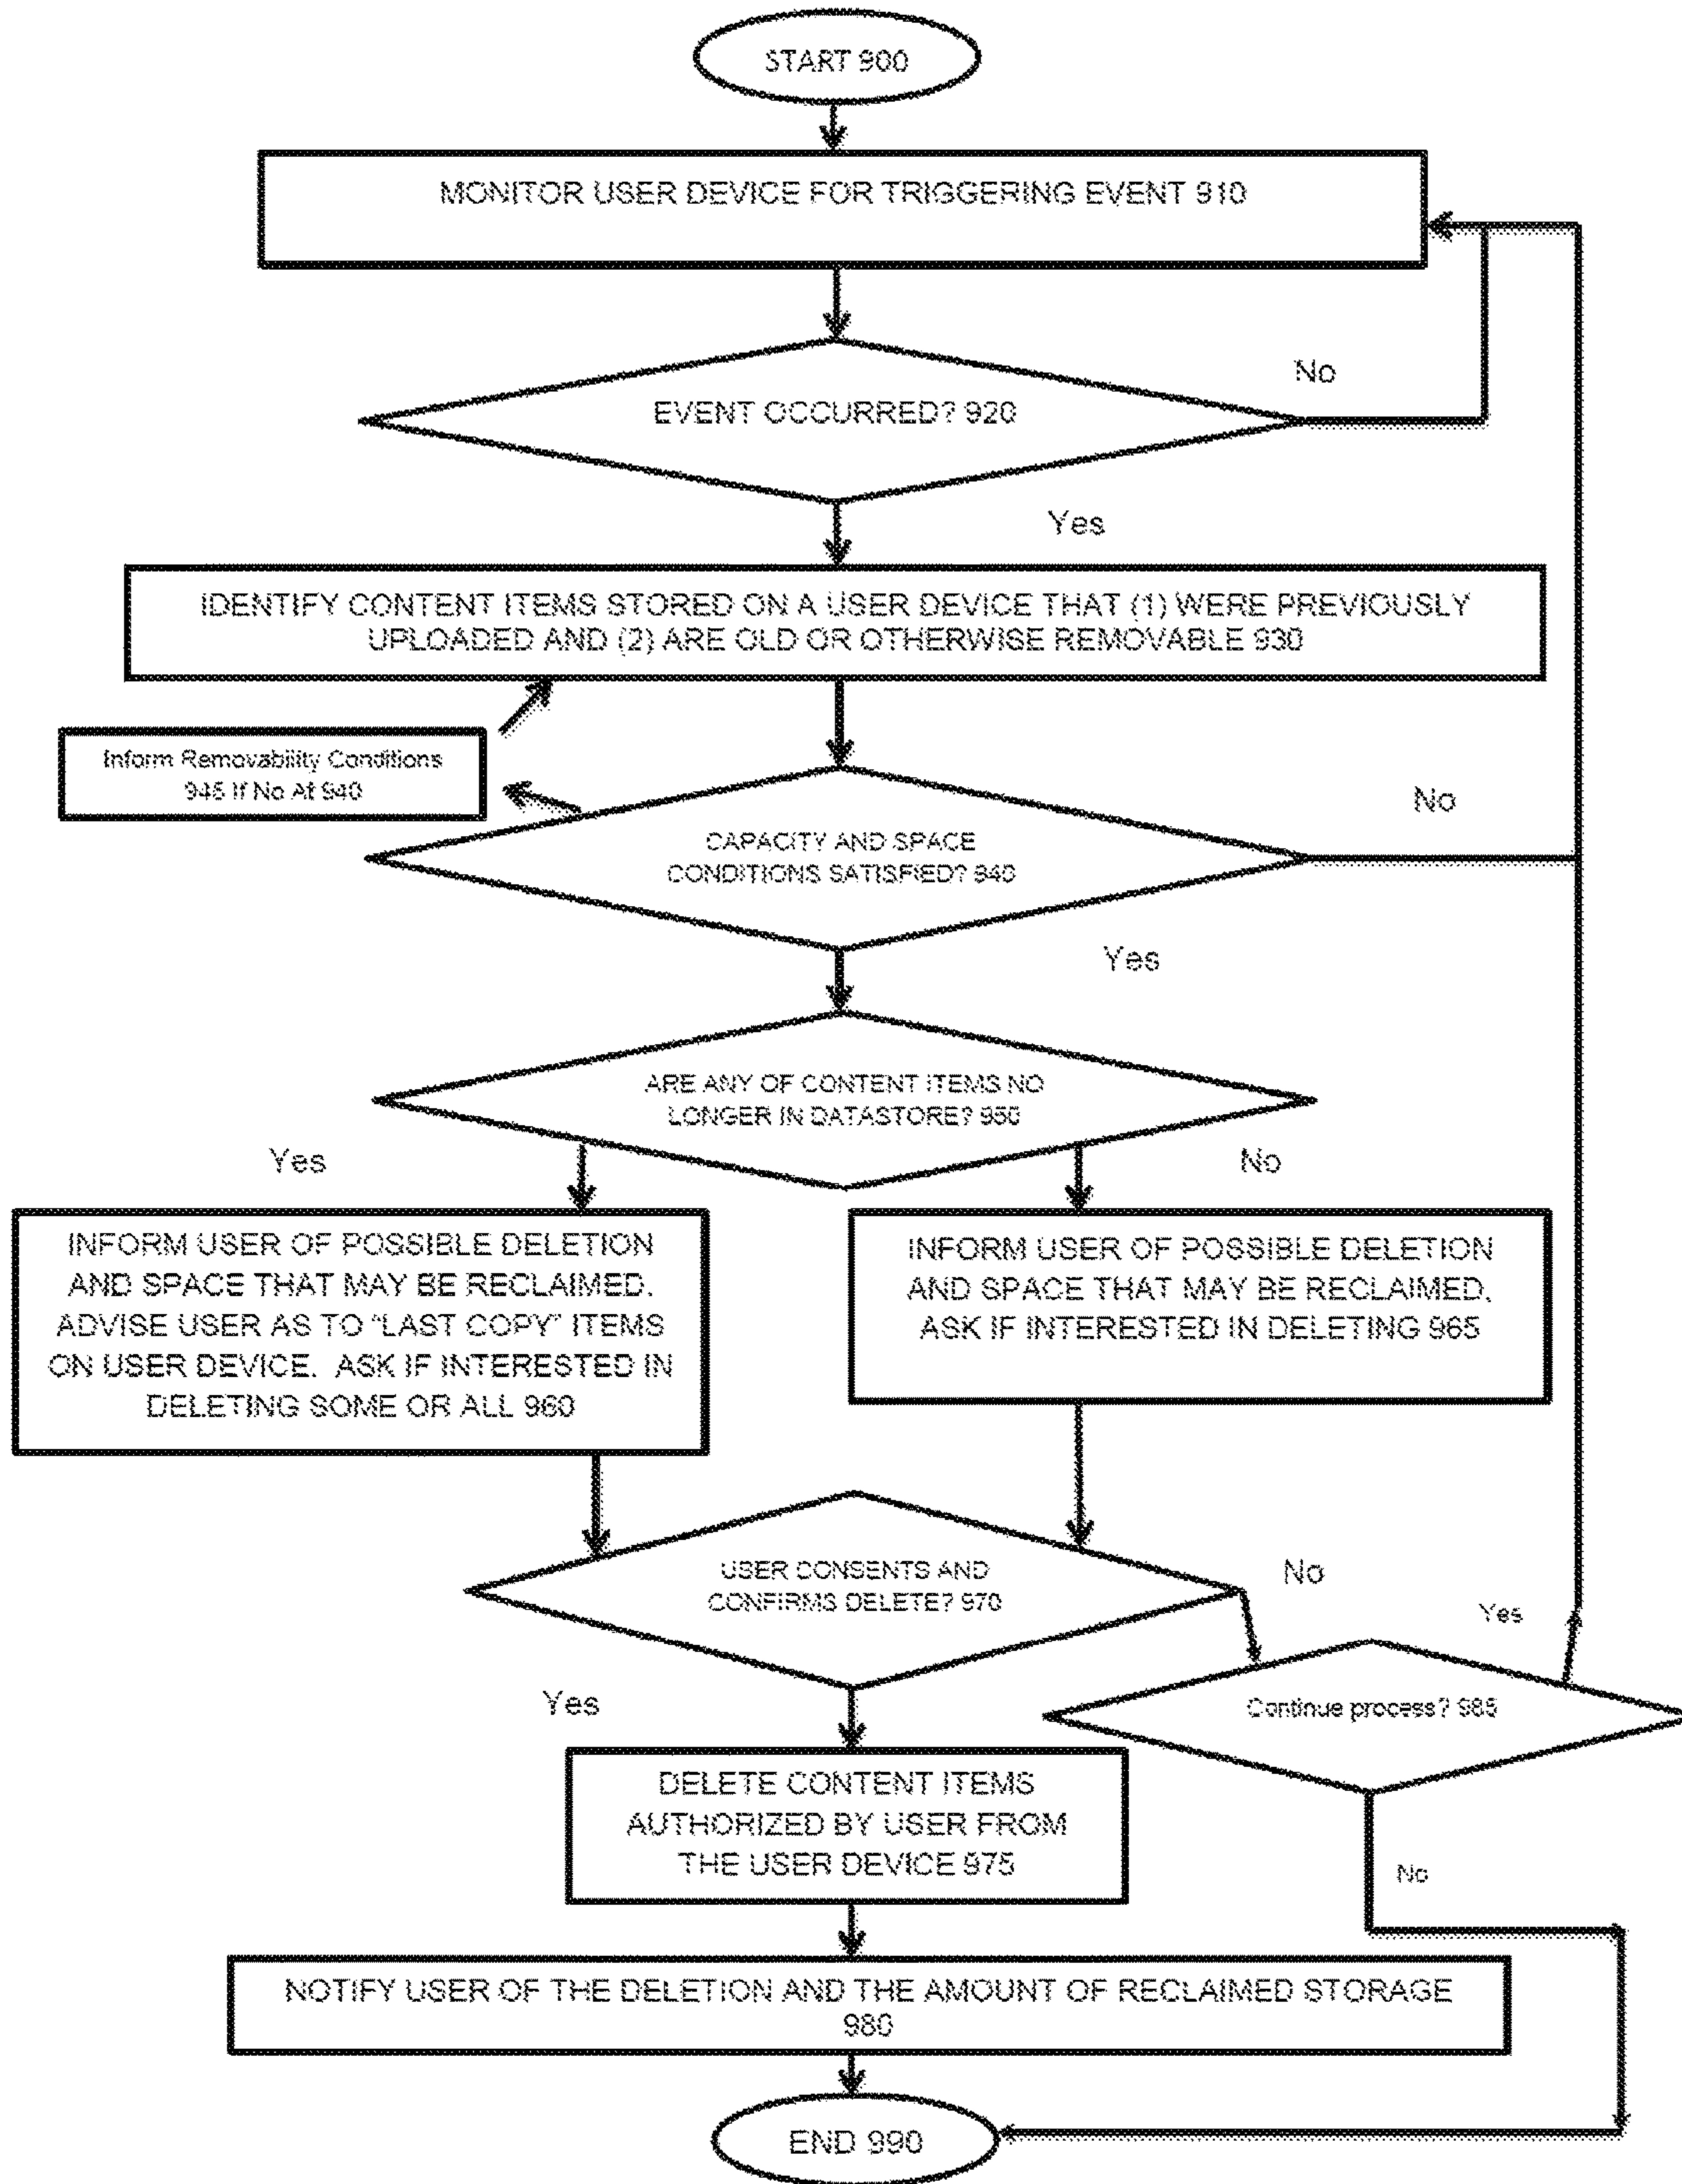 START 900
MONITOR USER DEVICE FOR TRIGGERING EVENT 910
No
EVENT OCCURRED? 920
Yes
IDENTIFY CONTENT ITEMS STORED ON A USER DEVICE THAT (1) WERE PREVIOUSLY
UPLOADED AND (2) ARE OLD OR OTHERWISE REMOVABLE 930
Inform Removability Conditions
945 If No At 940
No
CAPACITY AND SPACE
CONDITIONS SATISFIED? 940
Yes
ARE ANY OF CONTENT ITEMS NO
LONGER IN DATASTORE? 950
Yes
No
INFORM USER OF POSSIBLE DELETION
AND SPACE THAT MAY BE RECLAIMED.
ADVISE USER AS TO “LAST COPY” ITEMS
ON USER DEVICE. ASK IF INTERESTED IN
DELETING SOME OR ALL 960
INFORM USER OF POSSIBLE DELETION
AND SPACE THAT MAY BE RECLAIMED.
ASK IF INTERESTED IN DELETING 965
USER CONSENTS AND
CONFIRMS DELETE? 970
No
Yes
Continue process? 985
Yes
DELETE CONTENT ITEMS
AUTHORIZED BY USER FROM
THE USER DEVICE 975
No
NOTIFY USER OF THE DELETION AND THE AMOUNT OF RECLAIMED STORAGE
980
END 990